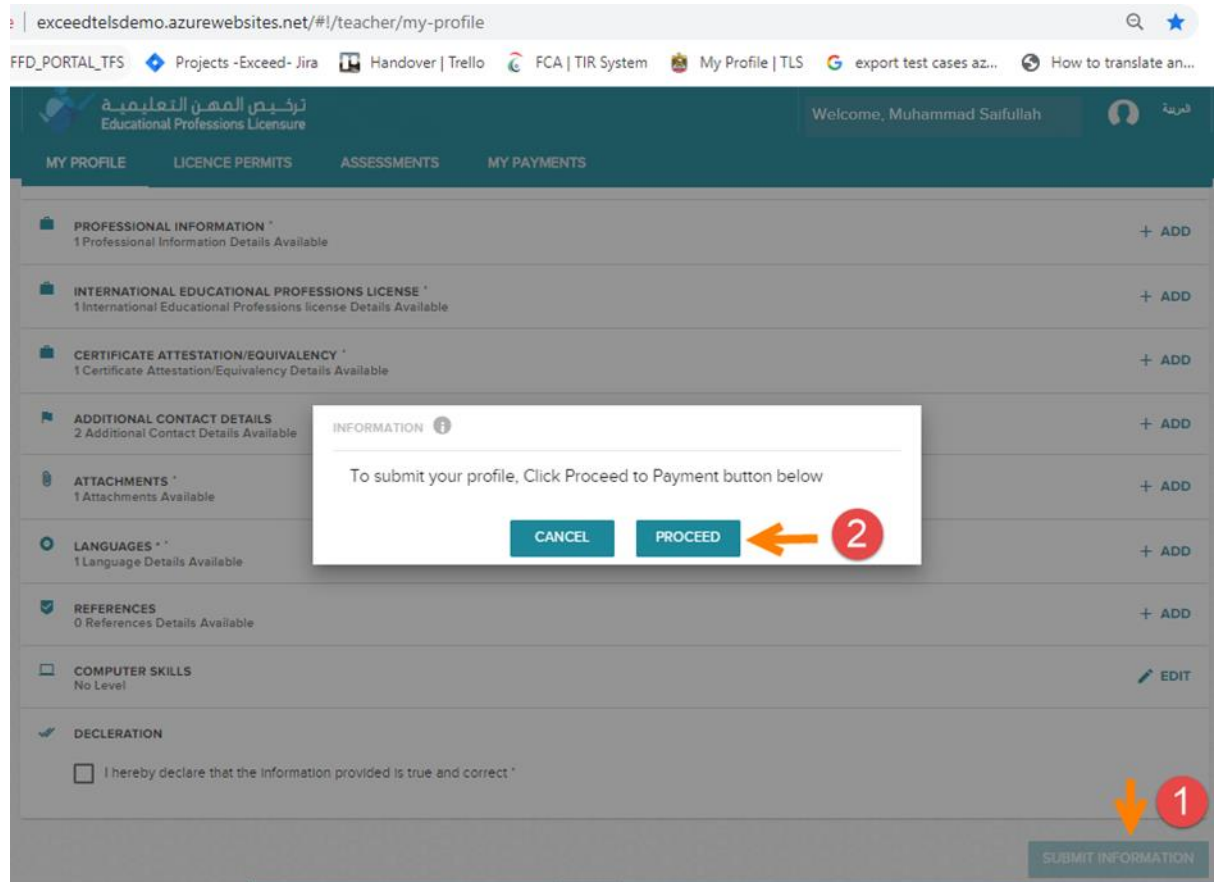 exceedtelsdemo.azurewebsites.net/#!/teacher/my-profile
FFD_PORTAL_TFS Projects -Exceed- Jira Handover | Trello FCA | TIR System My Profile | TLS export test cases az... How to translate an...
ترخيص المهن التعليمية
Educational Professions Licensure
Welcome, Muhammad Saifullah
العربية
MY PROFILE LICENCE PERMITS ASSESSMENTS MY PAYMENTS
PROFESSIONAL INFORMATION *
1 Professional Information Details Available
+ ADD
INTERNATIONAL EDUCATIONAL PROFESSIONS LICENSE *
1 International Educational Professions license Details Available
+ ADD
CERTIFICATE ATTESTATION/EQUIVALENCY *
1 Certificate Attestation/Equivalency Details Available
+ ADD
ADDITIONAL CONTACT DETAILS
2 Additional Contact Details Available
+ ADD
ATTACHMENTS *
1 Attachments Available
+ ADD
LANGUAGES * *
1 Language Details Available
+ ADD
REFERENCES
0 References Details Available
+ ADD
COMPUTER SKILLS
No Level
EDIT
DECLERATION
I hereby declare that the information provided is true and correct *
INFORMATION
To submit your profile, Click Proceed to Payment button below
CANCEL PROCEED 2
1
SUBMIT INFORMATION